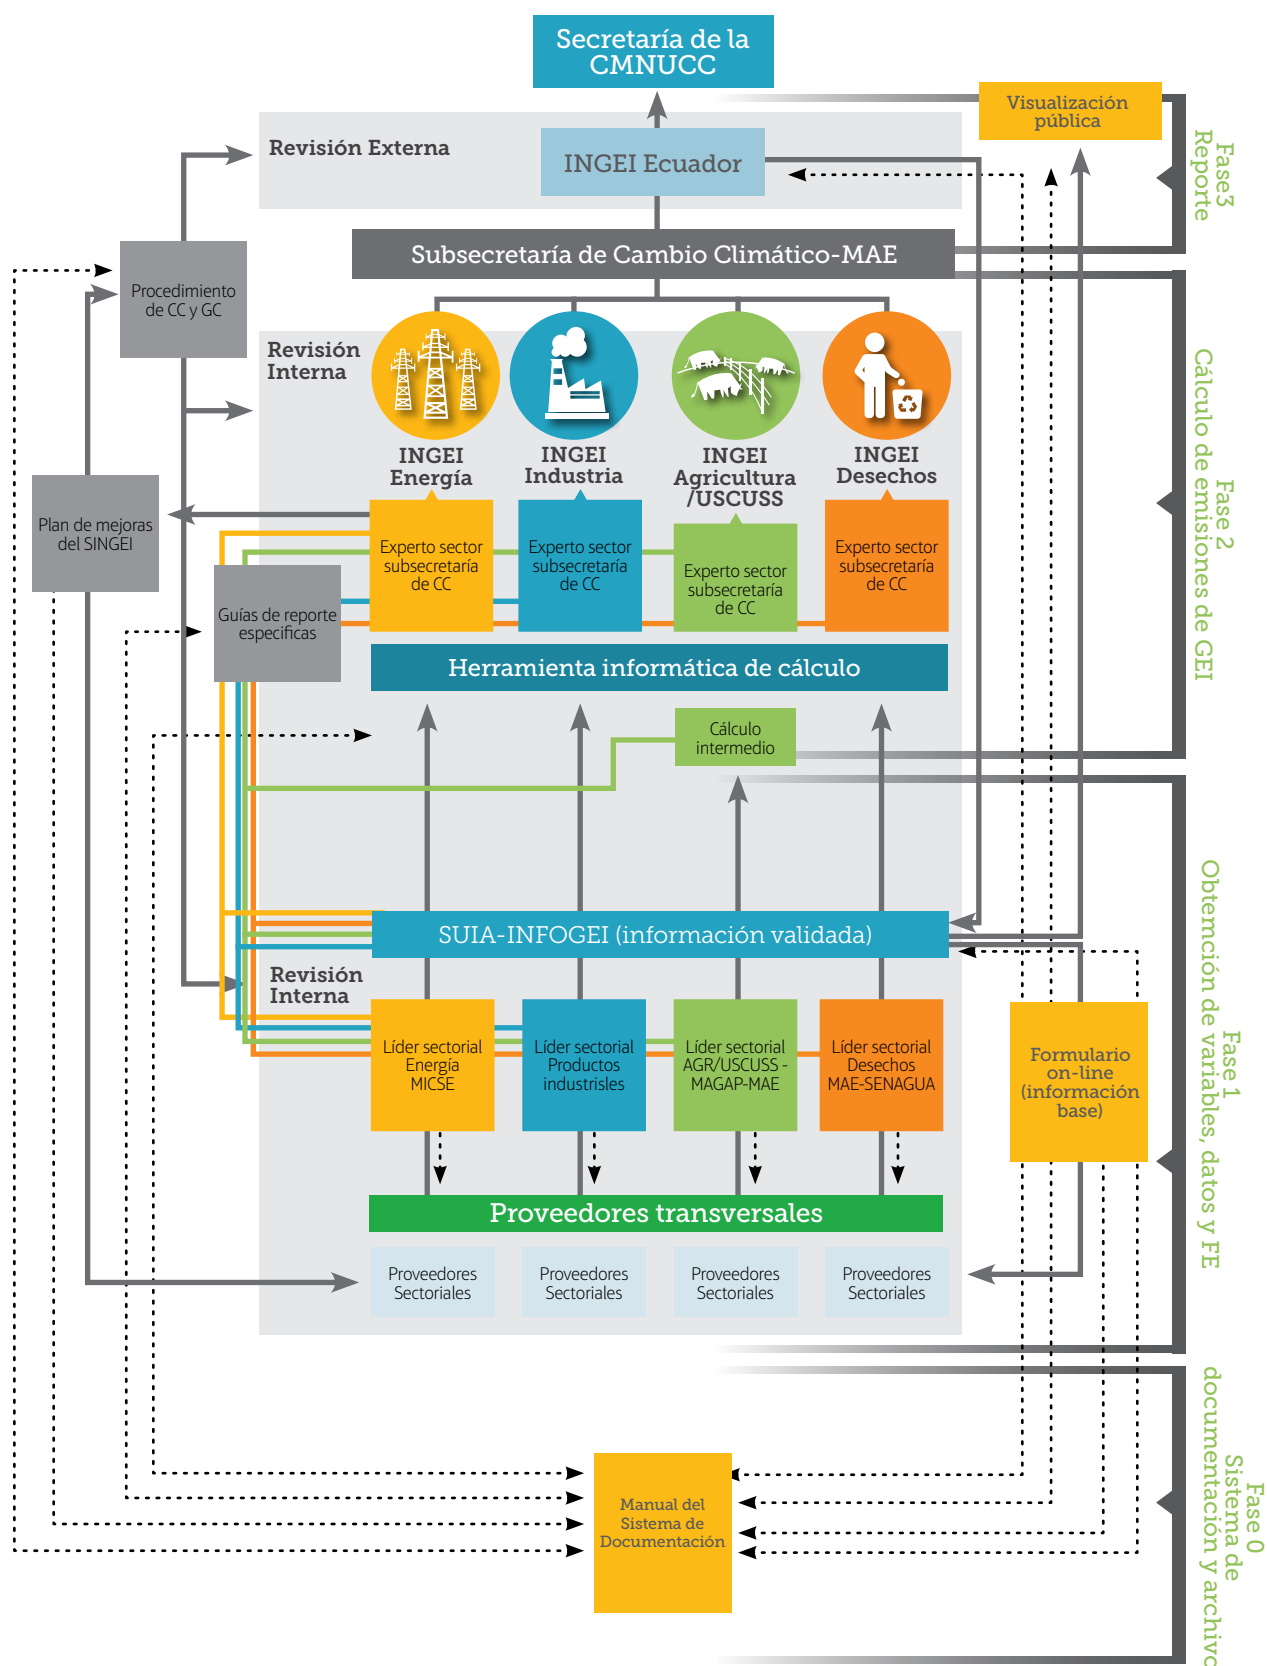 Secretaría de la
CMNUCC
Visualización
pública
Fase3
Reporte
Revisión Externa
INGEI Ecuador
Subsecretaría de Cambio Climático-MAE
Procedimiento
de CC y GC
Revisión
Interna
INGEI
Energía
INGEI
Industria
INGEI
Agricultura
/USCUSS
INGEI
Desechos
Fase 2
Cálculo de emisiones de GEI
Plan de mejoras
del SINGEI
Experto sector
subsecretaría
de CC
Experto sector
subsecretaría
de CC
Experto sector
subsecretaría
de CC
Experto sector
subsecretaría
de CC
Guías de reporte
especificas
Herramienta informática de cálculo
Cálculo
intermedio
SUIA-INFOGEI (información validada)
Revisión
Interna
Líder sectorial
Energía
MICSE
Líder sectorial
Productos
industrisles
Líder sectorial
AGR/USCUSS -
MAGAP-MAE
Líder sectorial
Desechos
MAE-SENAGUA
Formulario
on-line
(información
base)
Fase 1
Obtemción de variables, datos y FE
Proveedores transversales
Proveedores
Sectoriales
Proveedores
Sectoriales
Proveedores
Sectoriales
Proveedores
Sectoriales
Manual del
Sistema de
Documentación
Fase 0
Sistema de
documentación y archivo